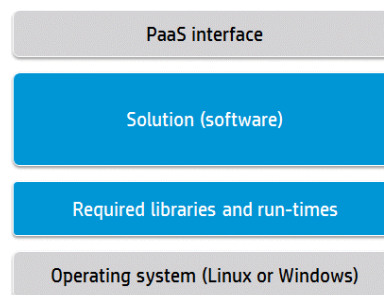 PaaS interface
Solution (software)
Required libraries and run-times
Operating system (Linux or Windows)